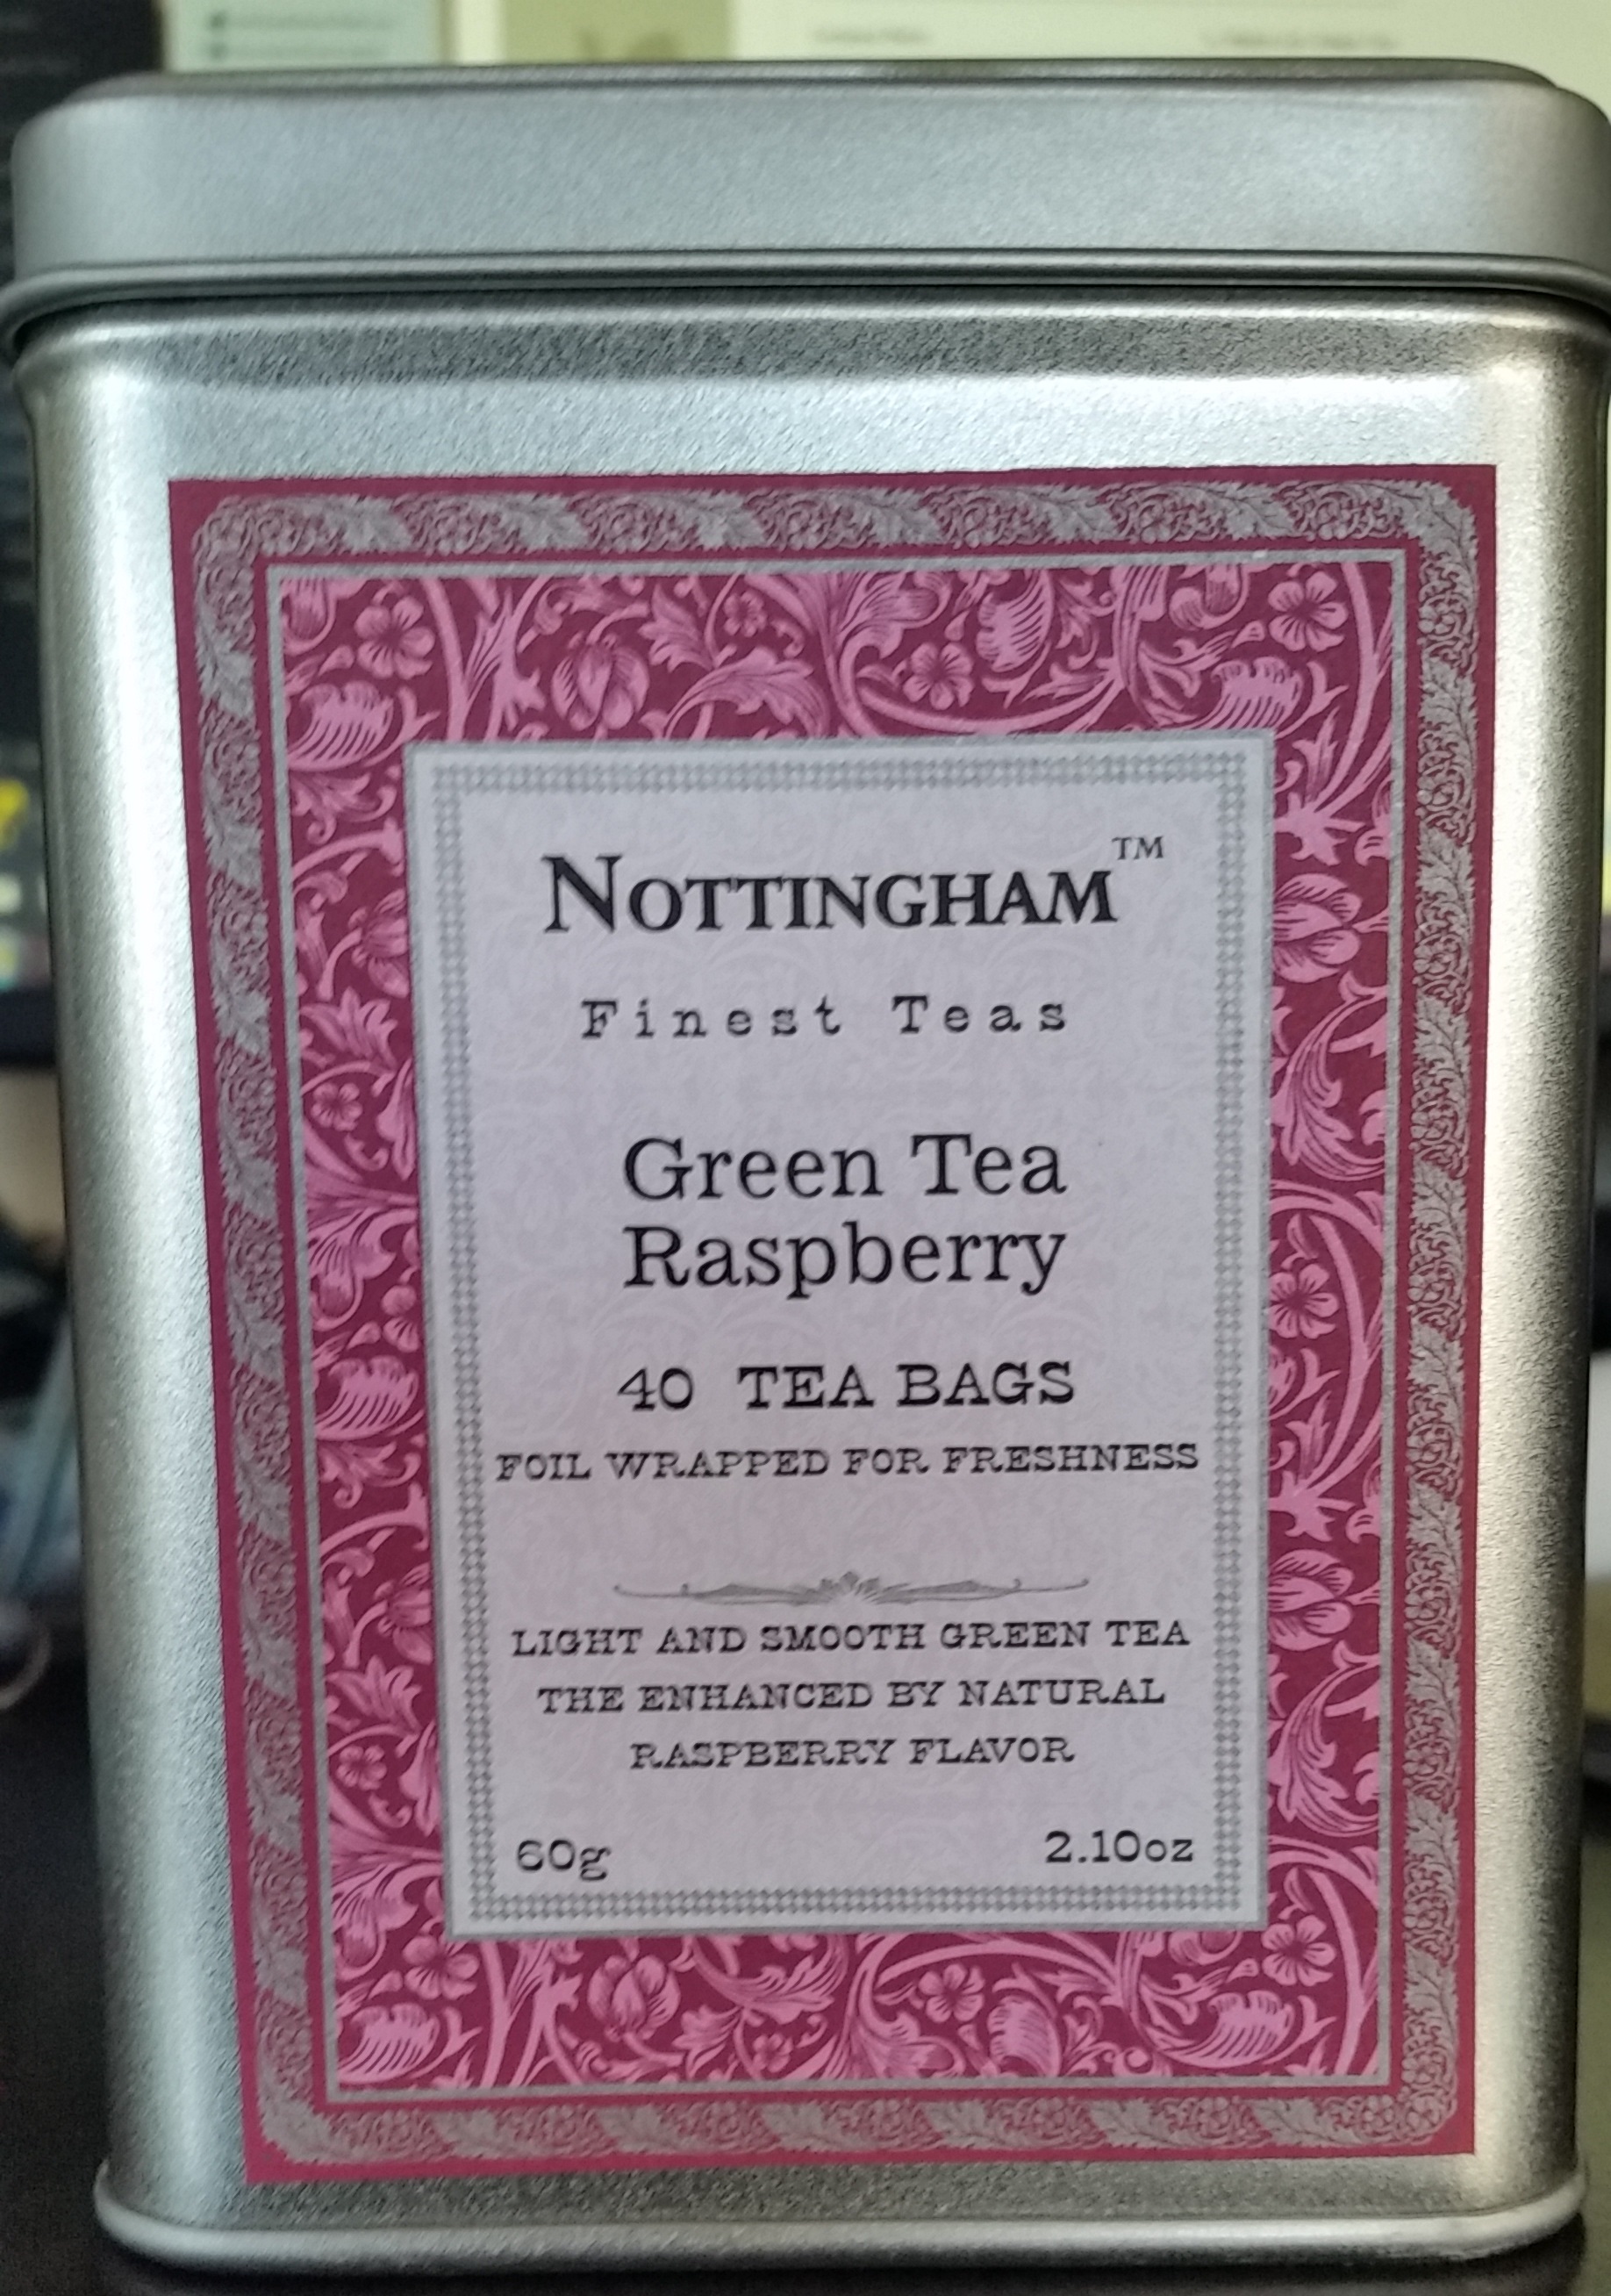 NOTTINGHAM™
Finest Teas
Green Tea
Raspberry
40 TEA BAGS
FOIL WRAPPED FOR FRESHNESS
LIGHT AND SMOOTH GREEN TEA
THE ENHANCED BY NATURAL
RASPBERRY FLAVOR
60g 2.10oz